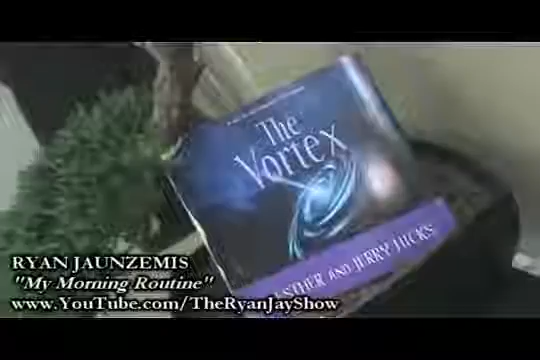 The
Vortex
ESTHER AND JERRY HICKS
RYAN JAUNZEMIS
"My Morning Routine"
www.YouTube.com/TheRyanJayShow